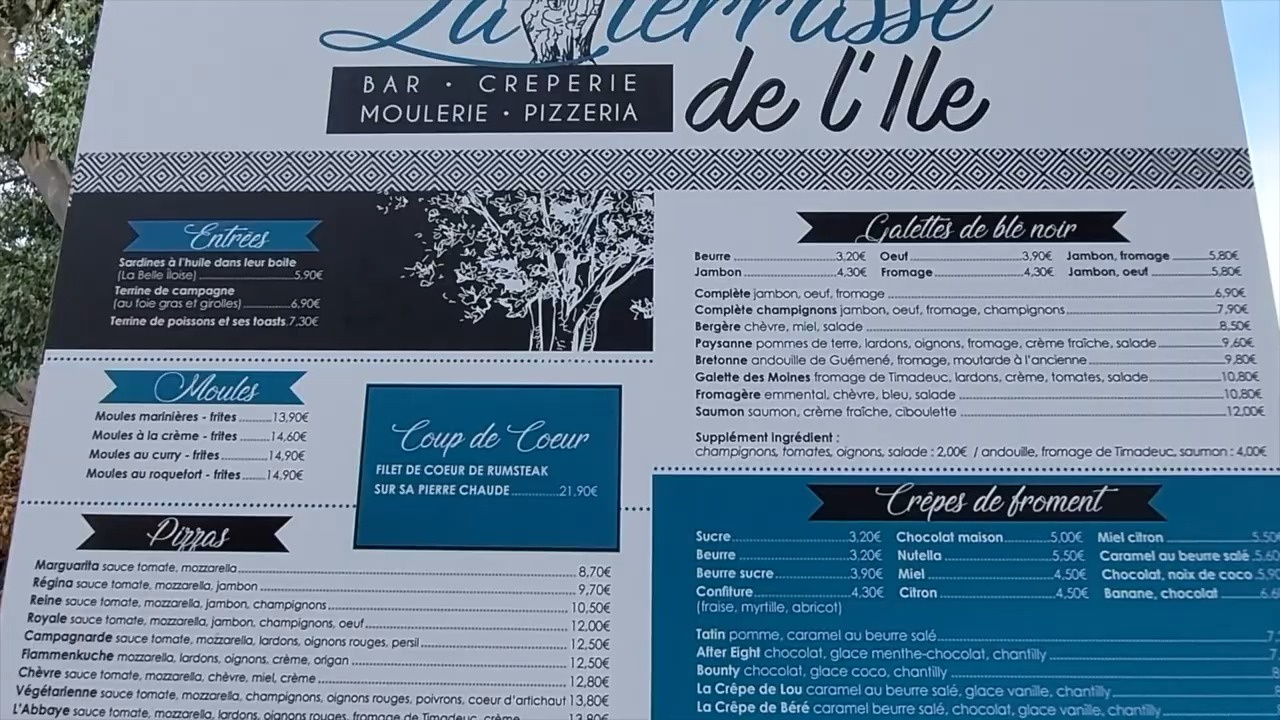 La Terrasse
de l'Ile
BAR • CREPERIE
MOULERIE • PIZZERIA
Entrées
Sardines à l'huile dans leur boîte
(La Belle Iloise) 5,90€
Terrine de campagne
(au foie gras et girolles) 6,90€
Terrine de poissons et ses toasts 7,30€
Moules
Moules marinières - frites 13,90€
Moules à la crème - frites 14,60€
Moules au curry - frites 14,90€
Moules au roquefort - frites 14,90€
Coup de Coeur
FILET DE COEUR DE RUMSTEAK
SUR SA PIERRE CHAUDE 21,90€
Pizzas
Marguarita sauce tomate, mozzarella 8,70€
Régina sauce tomate, mozzarella, jambon 9,70€
Reine sauce tomate, mozzarella, jambon, champignons 10,50€
Royale sauce tomate, mozzarella, jambon, champignons, oeuf 12,00€
Campagnarde sauce tomate, mozzarella, lardons, oignons rouges, persil 12,50€
Flammenkuche mozzarella, lardons, oignons, crème, origan 12,50€
Chèvre sauce tomate, mozzarella, chèvre, miel, crème 12,80€
Végétarienne sauce tomate, mozzarella, champignons, oignons rouges, poivrons, coeur d'artichaut 13,80€
L'Abbaye sauce tomate, mozzarella, lardons, oignons rouges, fromage de Timadeuc, crème 13,80€
Galettes de blé noir
Beurre 3,20€ Oeuf 3,90€ Jambon, fromage 5,80€
Jambon 4,30€ Fromage 4,30€ Jambon, oeuf 5,80€
Complète jambon, oeuf, fromage 6,90€
Complète champignons jambon, oeuf, fromage, champignons 7,90€
Bergère chèvre, miel, salade 8,50€
Paysanne pommes de terre, lardons, oignons, fromage, crème fraîche, salade 9,60€
Bretonne andouille de Guémené, fromage, moutarde à l'ancienne 9,80€
Galette des Moines fromage de Timadeuc, lardons, crème, tomates, salade 10,80€
Fromagère emmental, chèvre, bleu, salade 10,80€
Saumon saumon, crème fraîche, ciboulette 12,00€
Supplément ingrédient :
champignons, tomates, oignons, salade : 2,00€ / andouille, fromage de Timadeuc, saumon : 4,00€
Crêpes de froment
Sucre 3,20€ Chocolat maison 5,00€ Miel citron 5,50
Beurre 3,20€ Nutella 5,50€ Caramel au beurre salé 5,60
Beurre sucre 3,90€ Miel 4,50€ Chocolat, noix de coco 5,90
Confiture 4,30€ Citron 4,50€ Banane, chocolat 6,6
(fraise, myrtille, abricot)
Tatin pomme, caramel au beurre salé 7
After Eight chocolat, glace menthe-chocolat, chantilly 7
Bounty chocolat, glace coco, chantilly
La Crêpe de Lou caramel au beurre salé, glace vanille, chantilly
La Crêpe de Béré caramel beurre salé, chocolat, glace vanille, chantilly